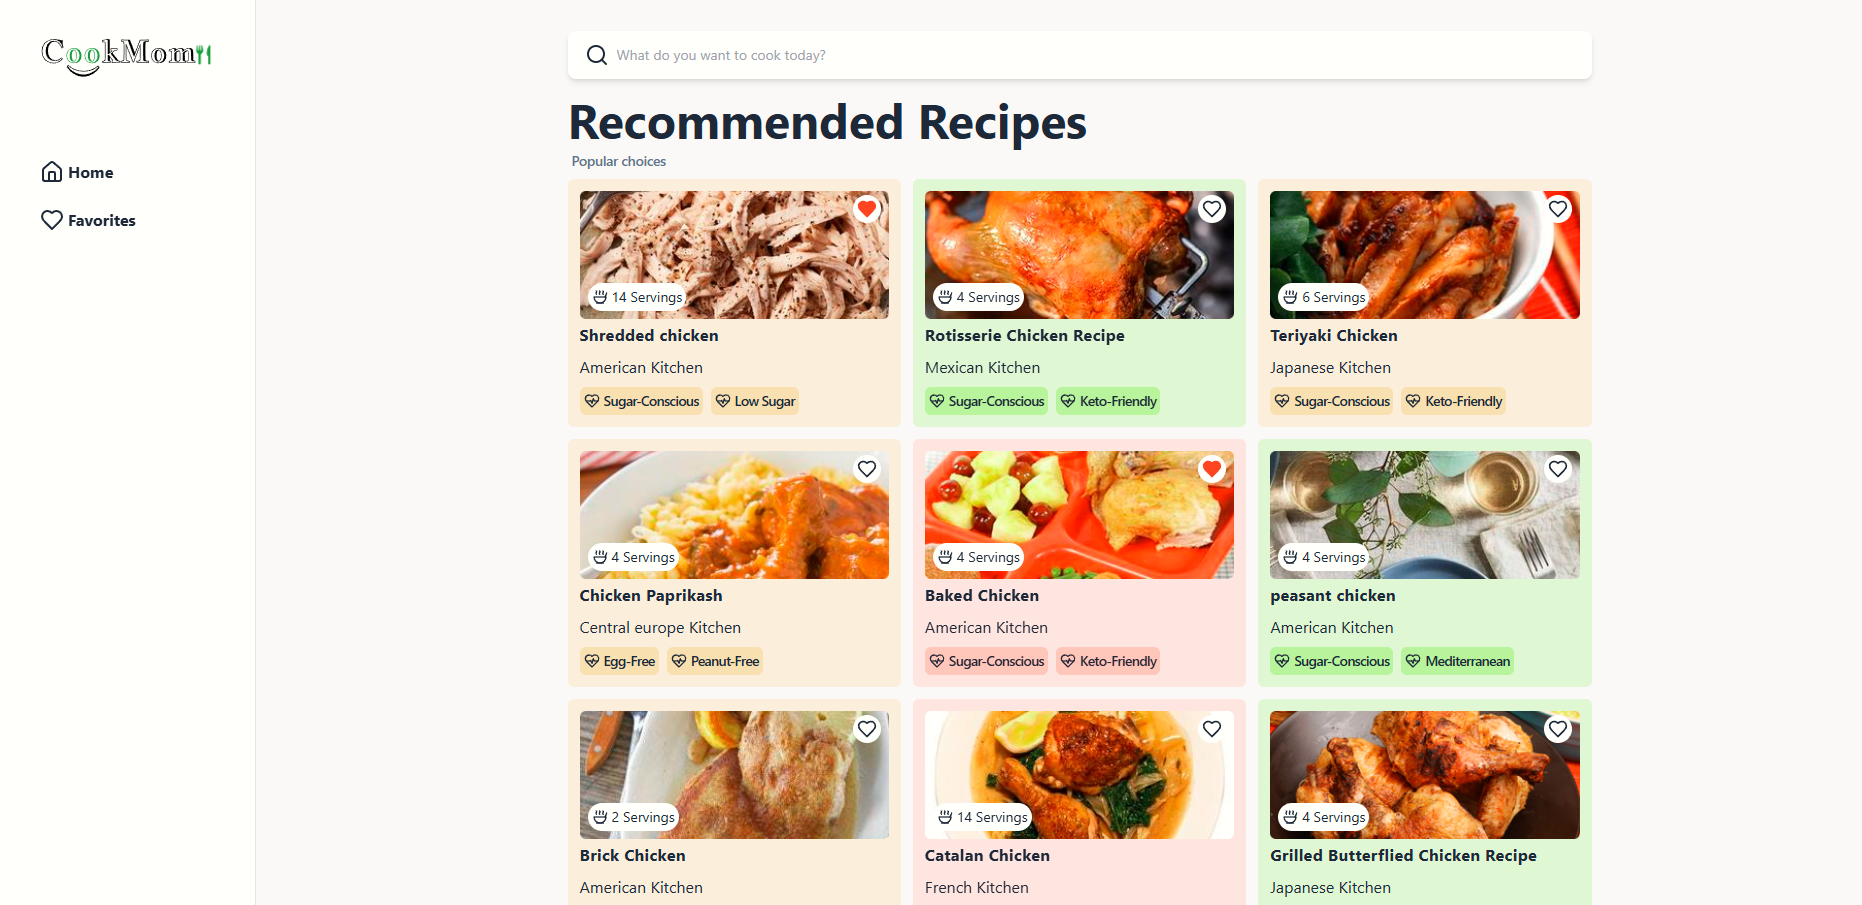 CookMom
Home
Favorites
What do you want to cook today?
Recommended Recipes
Popular choices
14 Servings
Shredded chicken
American Kitchen
Sugar-Conscious
Low Sugar
4 Servings
Rotisserie Chicken Recipe
Mexican Kitchen
Sugar-Conscious
Keto-Friendly
6 Servings
Teriyaki Chicken
Japanese Kitchen
Sugar-Conscious
Keto-Friendly
4 Servings
Chicken Paprikash
Central europe Kitchen
Egg-Free
Peanut-Free
4 Servings
Baked Chicken
American Kitchen
Sugar-Conscious
Keto-Friendly
4 Servings
peasant chicken
American Kitchen
Sugar-Conscious
Mediterranean
2 Servings
Brick Chicken
American Kitchen
14 Servings
Catalan Chicken
French Kitchen
4 Servings
Grilled Butterflied Chicken Recipe
Japanese Kitchen